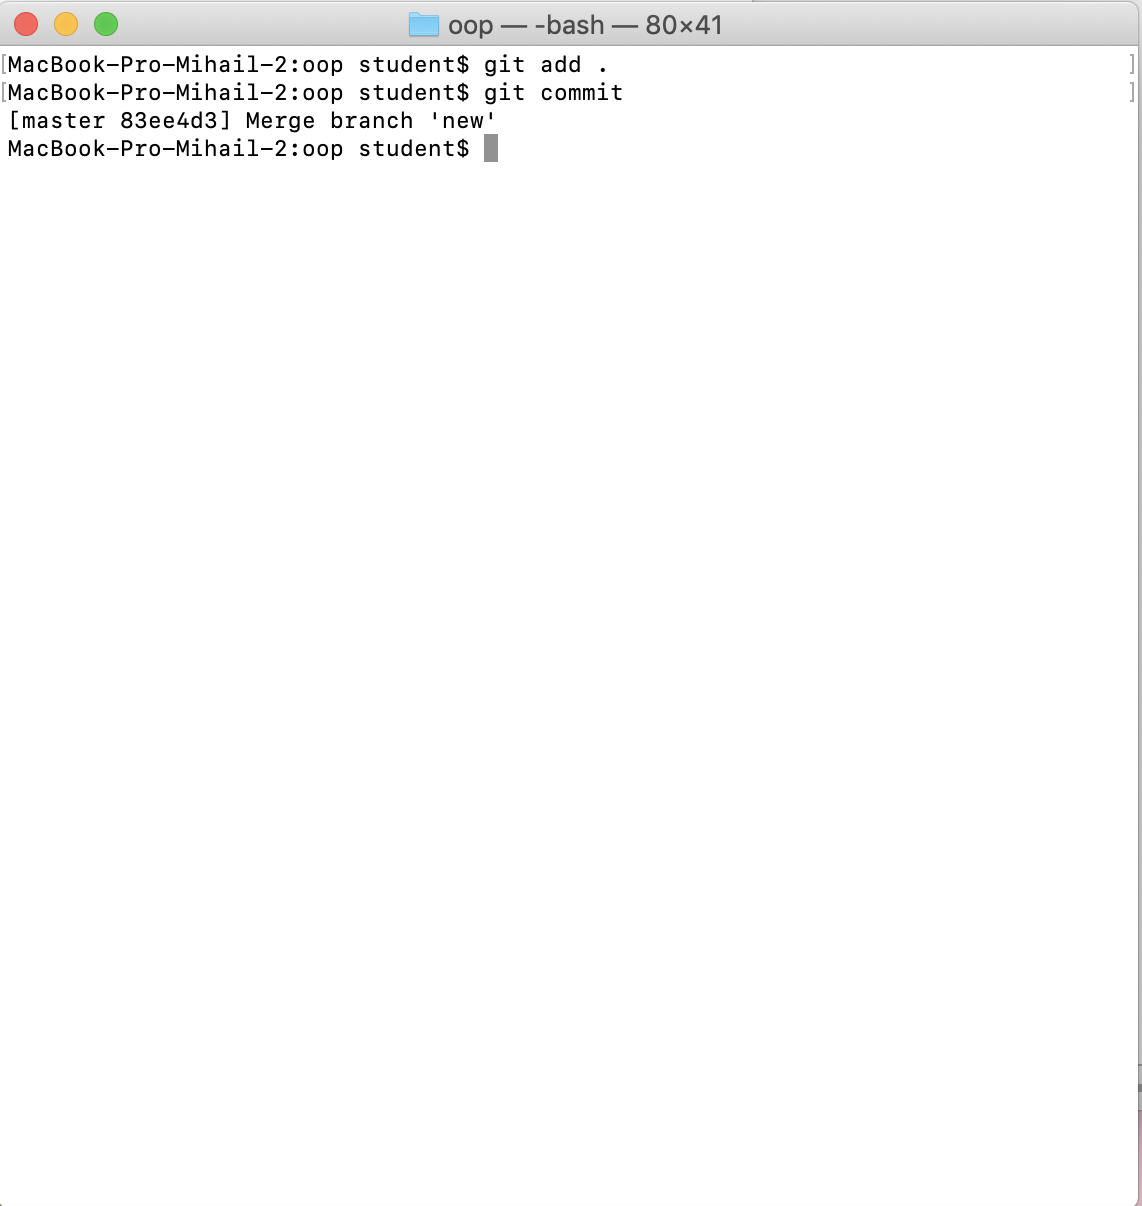 oop — -bash — 80×41
[MacBook-Pro-Mihail-2:oop student$ git add . ]
[MacBook-Pro-Mihail-2:oop student$ git commit ]
[master 83ee4d3] Merge branch 'new'
MacBook-Pro-Mihail-2:oop student$